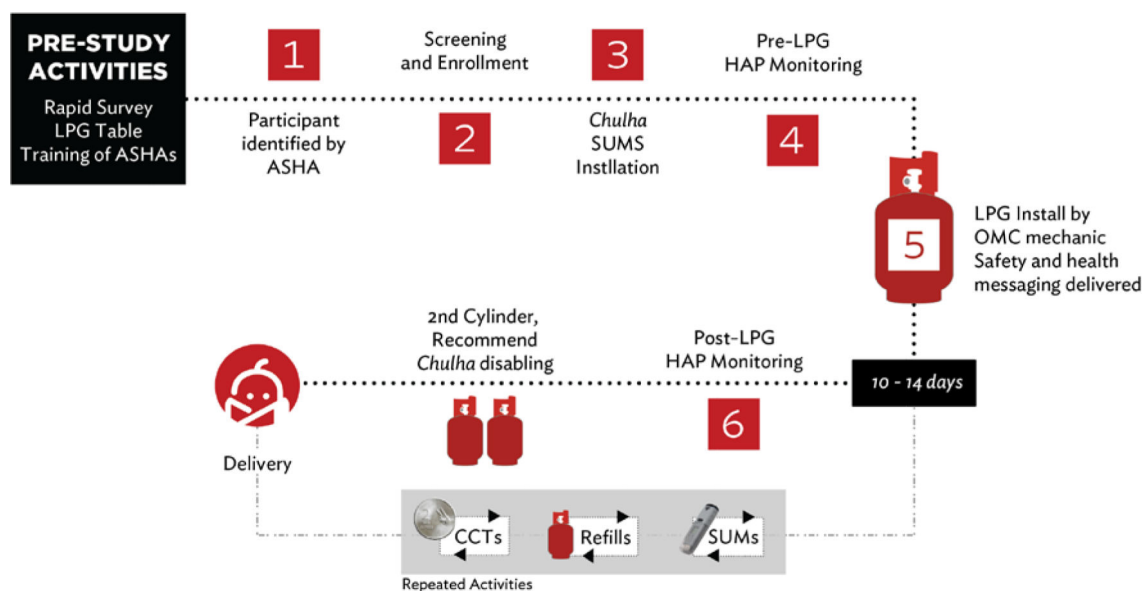 PRE-STUDY
ACTIVITIES
Rapid Survey
LPG Table
Training of ASHAs
1
Participant
identified by
ASHA
Screening
and Enrollment
2
3
Chulha
SUMS
Instllation
Pre-LPG
HAP Monitoring
4
5
LPG Install by
OMC mechanic
Safety and health
messaging delivered
10 - 14 days
Post-LPG
HAP Monitoring
6
2nd Cylinder,
Recommend
Chulha disabling
Delivery
CCTs
Refills
SUMs
Repeated Activities